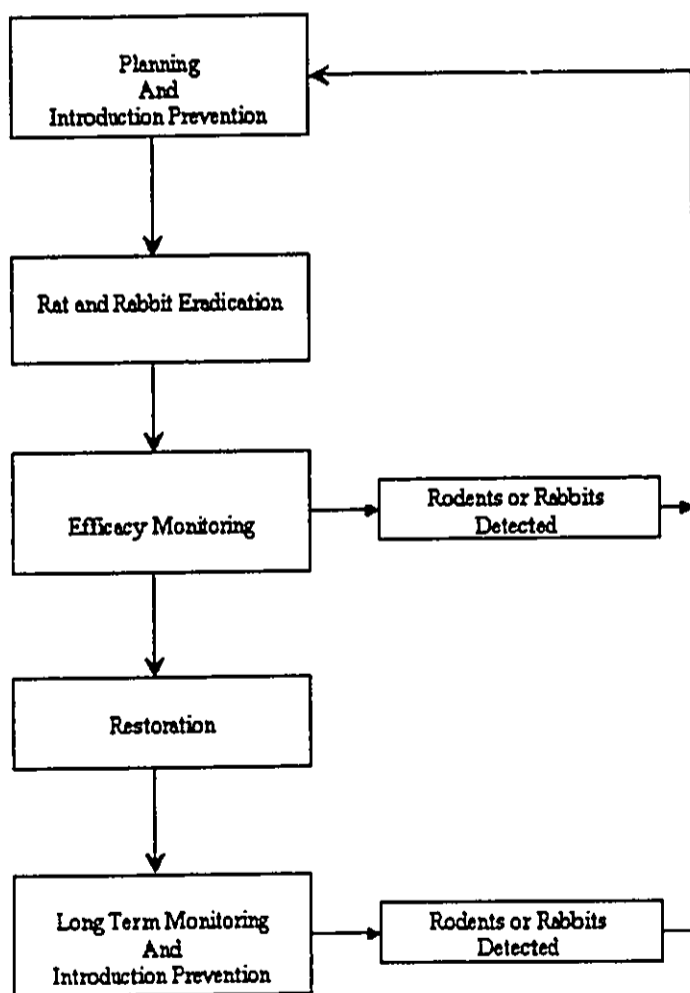 Planning
And
Introduction Prevention
Rat and Rabbit Eradication
Efficacy Monitoring
Rodents or Rabbits
Detected
Restoration
Long Term Monitoring
And
Introduction Prevention
Rodents or Rabbits
Detected